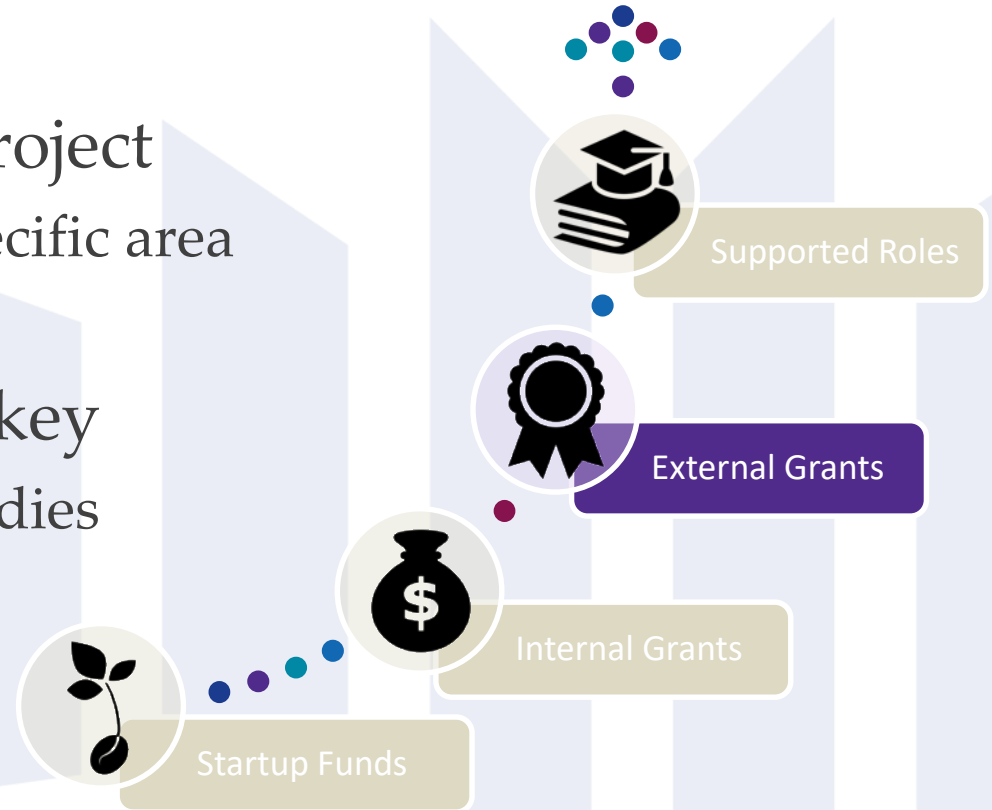 roject
ecific area
key
dies
Supported Roles
External Grants
$
Internal Grants
Startup Funds